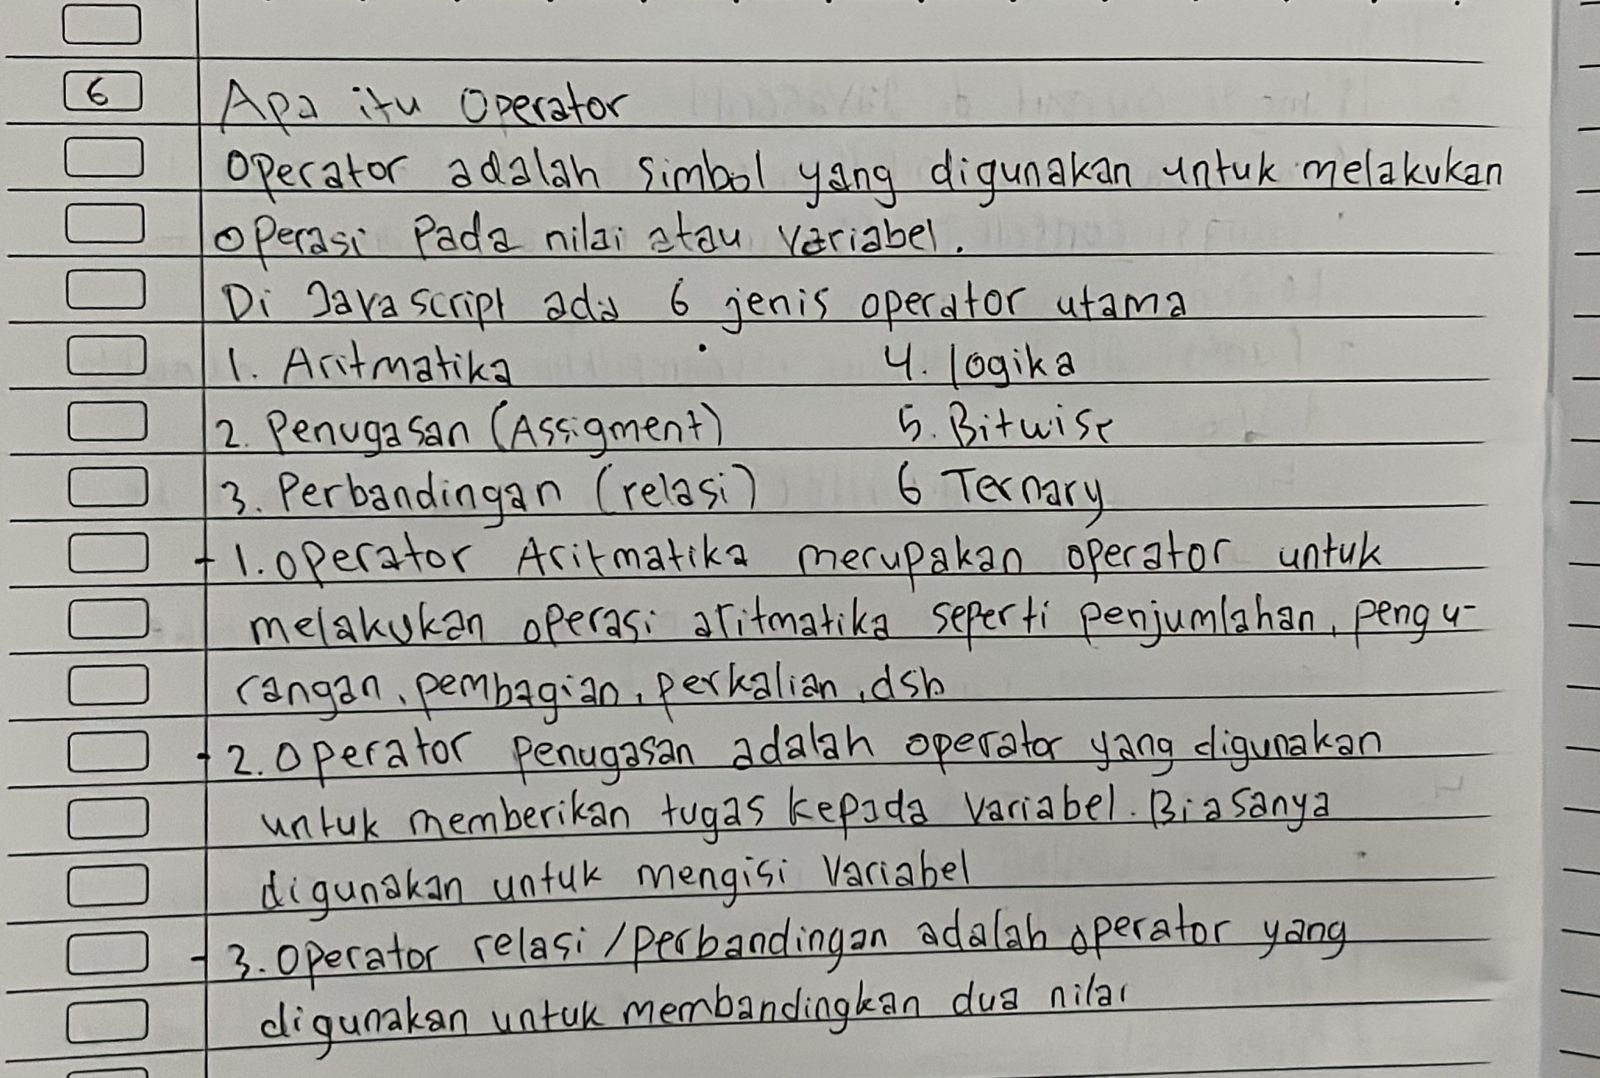 6 Apa itu Operator
Operator adalah simbol yang digunakan untuk melakukan
operasi Pada nilai atau variabel.
Di Javascript ada 6 jenis operator utama
1. Aritmatika 4. logika
2. Penugasan (Assigment) 5. Bitwise
3. Perbandingan (relasi) 6 Ternary
- 1. Operator Aritmatika merupakan operator untuk
melakukan operasi aritmatika seperti penjumlahan, pengu-
rangan, pembagian, perkalian, dsb
- 2. Operator penugasan adalah operator yang digunakan
untuk memberikan tugas kepada variabel. Biasanya
digunakan untuk mengisi Variabel
- 3. Operator relasi / perbandingan adalah operator yang
digunakan untuk membandingkan dua nilai